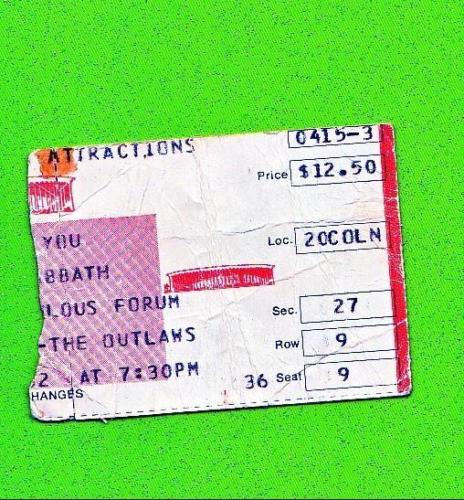 ATTRACTIONS
0415-3
Price $12.50
YOU
Loc. 20COLN
BBATH
LOUS FORUM
Sec. 27
-THE OUTLAWS
Row 9
2 AT 7:30PM
36 Seat 9
HANGES